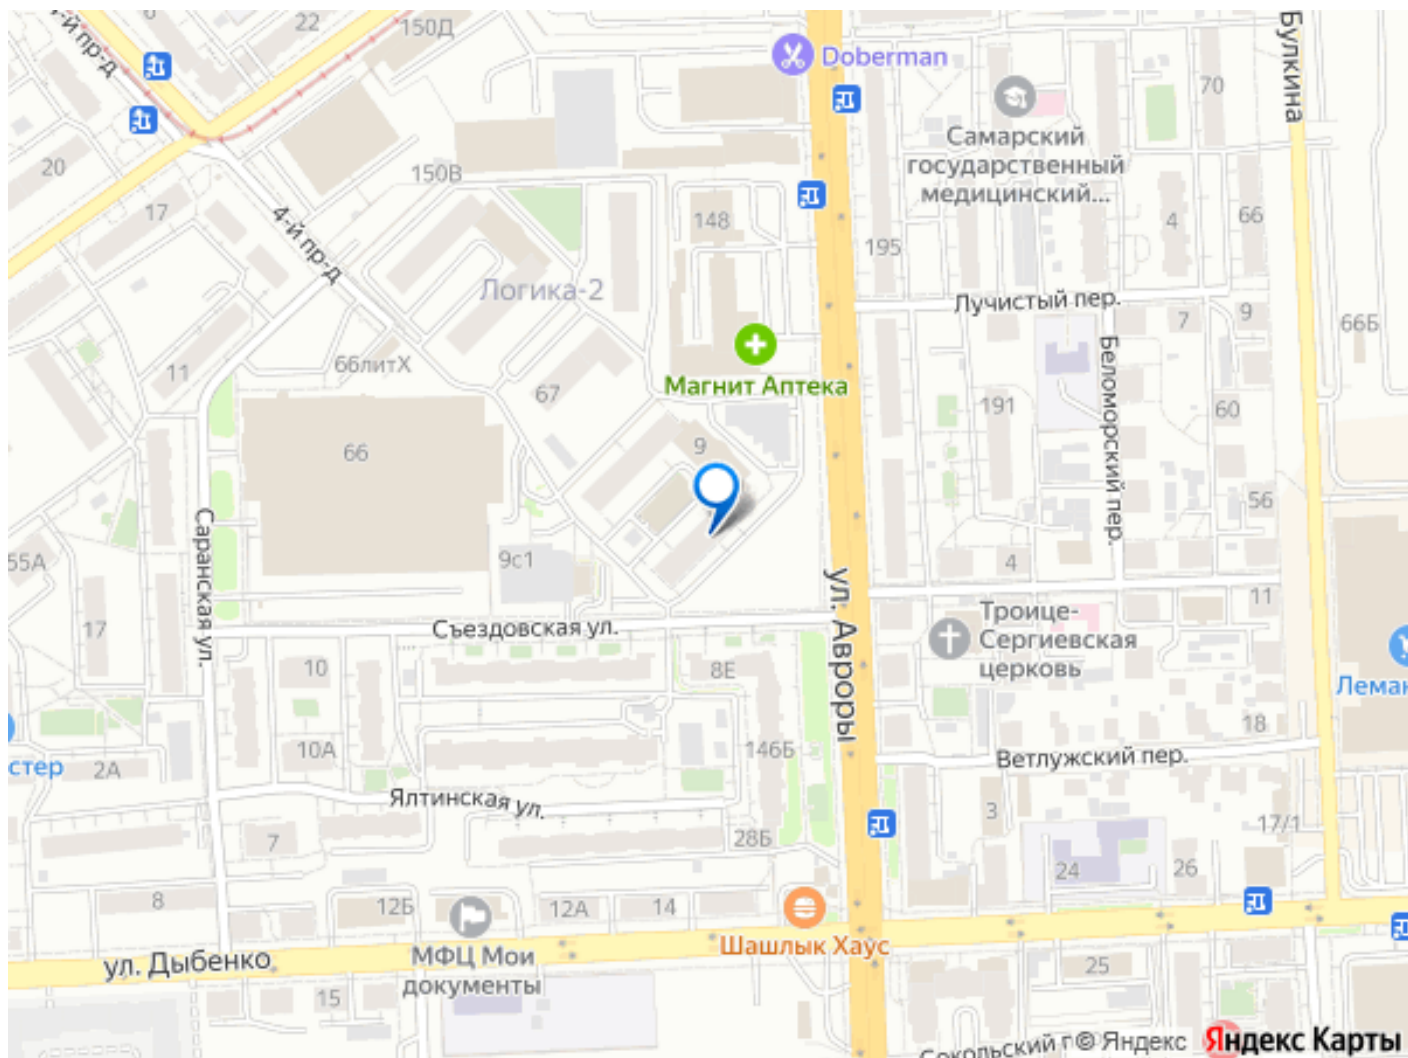 22
150Д
Doberman
Булкина
4-й пр-д
70
Самарский
государственный
медицинский...
20
150В
17
4-й пр-д
148
195
4
66
Логика-2
Лучистый пер.
7
9
66Б
66литХ
11
Магнит Аптека
67
191
60
Беломорский пер.
66
9
56
Саранская ул.
55А
9с1
4
11
ул. Авроры
17
Съездовская ул.
Троице-
Сергиевская
церковь
10
8Е
Леман
18
стер
2А
10А
146Б
Ветлужский пер.
Ялтинская ул.
3
7
28Б
17/1
24
26
8
12Б
12А
14
Шашлык Хаус
ул. Дыбенко
МФЦ Мои
документы
25
15
Сокольский п
© Яндекс
Яндекс Карты